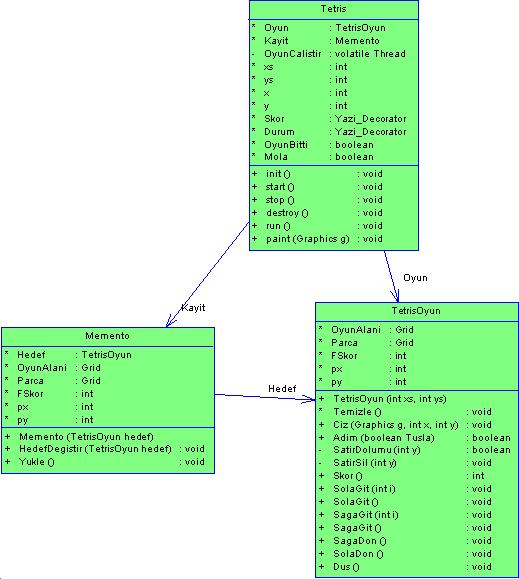 Tetris
* Oyun : TetrisOyun
* Kayit : Memento
- OyunCalistir : volatile Thread
* xs : int
* ys : int
* x : int
* y : int
* Skor : Yazi_Decorator
* Durum : Yazi_Decorator
* OyunBitti : boolean
* Mola : boolean
+ init () : void
+ start () : void
+ stop () : void
+ destroy () : void
+ run () : void
+ paint (Graphics g) : void
Oyun
Kayit
TetrisOyun
* OyunAlani : Grid
* Parca : Grid
* FSkor : int
* px : int
* py : int
+ TetrisOyun (int xs, int ys)
* Temizle () : void
+ Ciz (Graphics g, int x, int y) : void
+ Adim (boolean Tusla) : boolean
- SatirDolumu (int y) : boolean
- SatirSil (int y) : void
+ Skor () : int
+ SolaGit (int i) : void
+ SolaGit () : void
+ SagaGit (int i) : void
+ SagaGit () : void
+ SagaDon () : void
+ SolaDon () : void
+ Dus () : void
Memento
* Hedef : TetrisOyun
* OyunAlani : Grid
* Parca : Grid
* FSkor : int
* px : int
* py : int
+ Memento (TetrisOyun hedef)
+ HedefDegistir (TetrisOyun hedef) : void
+ Yukle () : void
Hedef